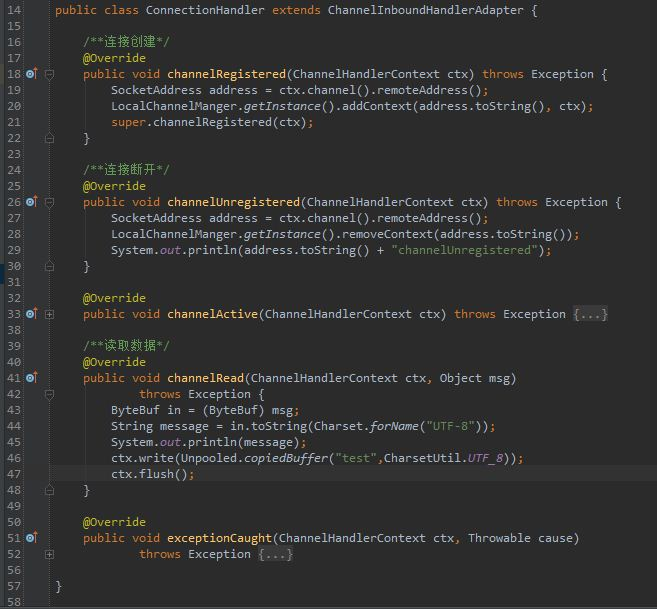 14 public class ConnectionHandler extends ChannelInboundHandlerAdapter {
15
16 /**连接创建*/
17 @Override
18 public void channelRegistered(ChannelHandlerContext ctx) throws Exception {
19 SocketAddress address = ctx.channel().remoteAddress();
20 LocalChannelManger.getInstance().addContext(address.toString(), ctx);
21 super.channelRegistered(ctx);
22 }
23
24 /**连接断开*/
25 @Override
26 public void channelUnregistered(ChannelHandlerContext ctx) throws Exception {
27 SocketAddress address = ctx.channel().remoteAddress();
28 LocalChannelManger.getInstance().removeContext(address.toString());
29 System.out.println(address.toString() + "channelUnregistered");
30 }
31
32 @Override
33 public void channelActive(ChannelHandlerContext ctx) throws Exception {...}
38
39 /**读取数据*/
40 @Override
41 public void channelRead(ChannelHandlerContext ctx, Object msg)
42 throws Exception {
43 ByteBuf in = (ByteBuf) msg;
44 String message = in.toString(Charset.forName("UTF-8"));
45 System.out.println(message);
46 ctx.write(Unpooled.copiedBuffer("test",CharsetUtil.UTF_8));
47 ctx.flush();
48 }
49
50 @Override
51 public void exceptionCaught(ChannelHandlerContext ctx, Throwable cause)
52 throws Exception {...}
56
57 }
58